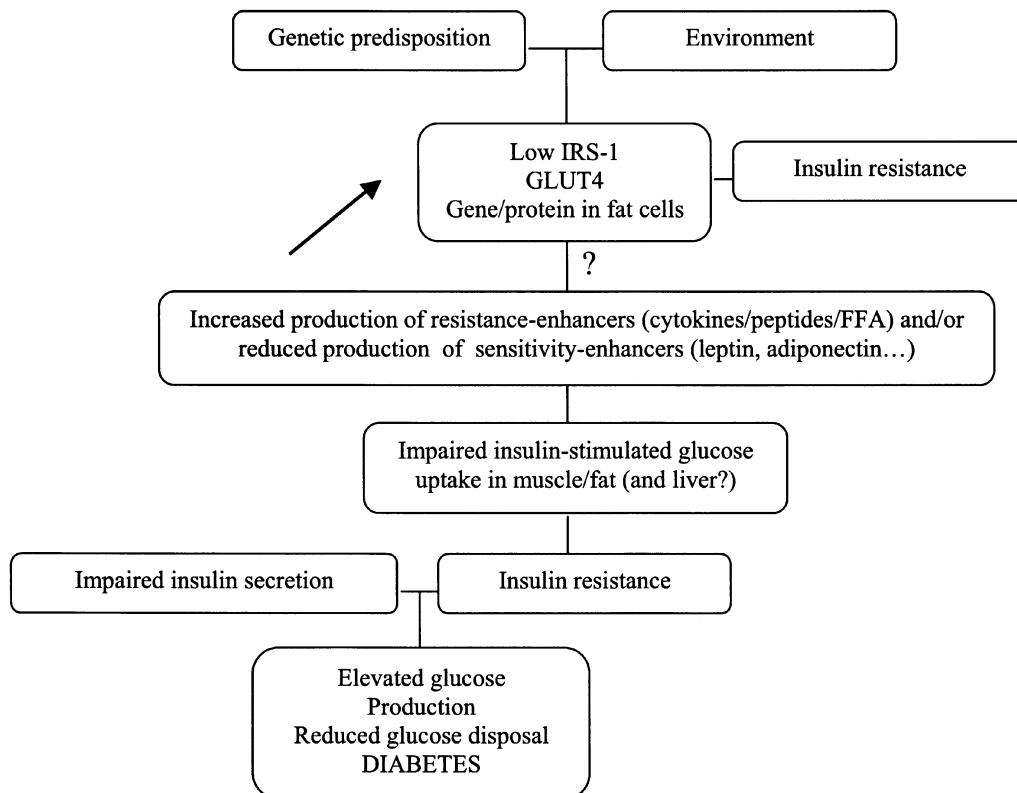 Genetic predisposition
Environment
Low IRS-1
GLUT4
Gene/protein in fat cells
Insulin resistance
?
Increased production of resistance-enhancers (cytokines/peptides/FFA) and/or
reduced production of sensitivity-enhancers (leptin, adiponectin…)
Impaired insulin-stimulated glucose
uptake in muscle/fat (and liver?)
Impaired insulin secretion
Insulin resistance
Elevated glucose
Production
Reduced glucose disposal
DIABETES